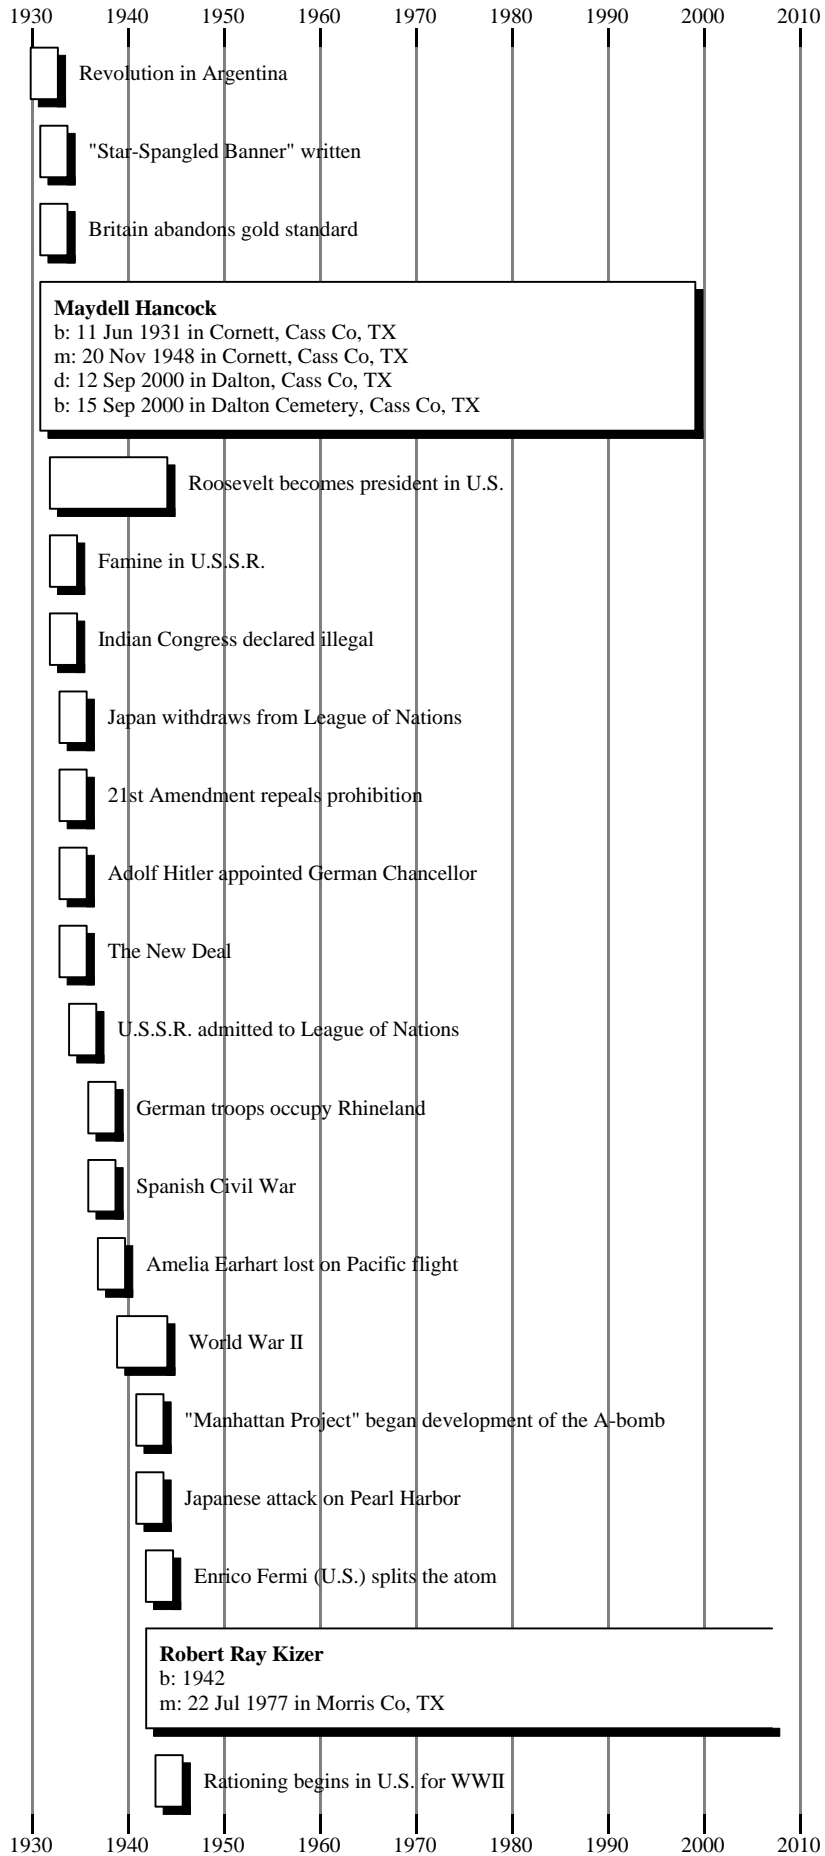 1930 1940 1950 1960 1970 1980 1990 2000 2010
Revolution in Argentina
"Star-Spangled Banner" written
Britain abandons gold standard
Maydell Hancock
b: 11 Jun 1931 in Cornett, Cass Co, TX
m: 20 Nov 1948 in Cornett, Cass Co, TX
d: 12 Sep 2000 in Dalton, Cass Co, TX
b: 15 Sep 2000 in Dalton Cemetery, Cass Co, TX
Roosevelt becomes president in U.S.
Famine in U.S.S.R.
Indian Congress declared illegal
Japan withdraws from League of Nations
21st Amendment repeals prohibition
Adolf Hitler appointed German Chancellor
The New Deal
U.S.S.R. admitted to League of Nations
German troops occupy Rhineland
Spanish Civil War
Amelia Earhart lost on Pacific flight
World War II
"Manhattan Project" began development of the A-bomb
Japanese attack on Pearl Harbor
Enrico Fermi (U.S.) splits the atom
Robert Ray Kizer
b: 1942
m: 22 Jul 1977 in Morris Co, TX
Rationing begins in U.S. for WWII
1930 1940 1950 1960 1970 1980 1990 2000 2010